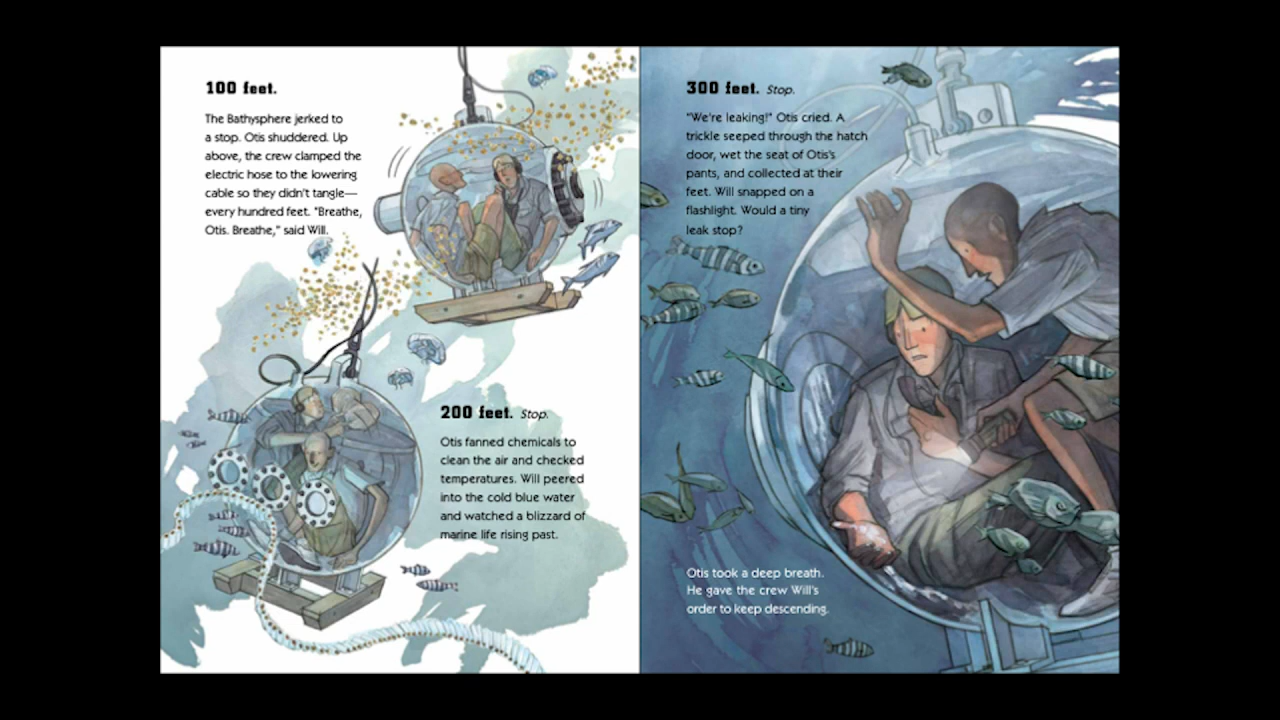 100 feet.
The Bathysphere jerked to
a stop. Otis shuddered. Up
above, the crew clamped the
electric hose to the lowering
cable so they didn't tangle—
every hundred feet. "Breathe,
Otis. Breathe," said Will.
200 feet. Stop.
Otis fanned chemicals to
clean the air and checked
temperatures. Will peered
into the cold blue water
and watched a blizzard of
marine life rising past.
300 feet. Stop.
"We're leaking!" Otis cried. A
trickle seeped through the hatch
door, wet the seat of Otis's
pants, and collected at their
feet. Will snapped on a
flashlight. Would a tiny
leak stop?
Otis took a deep breath.
He gave the crew Will's
order to keep descending.